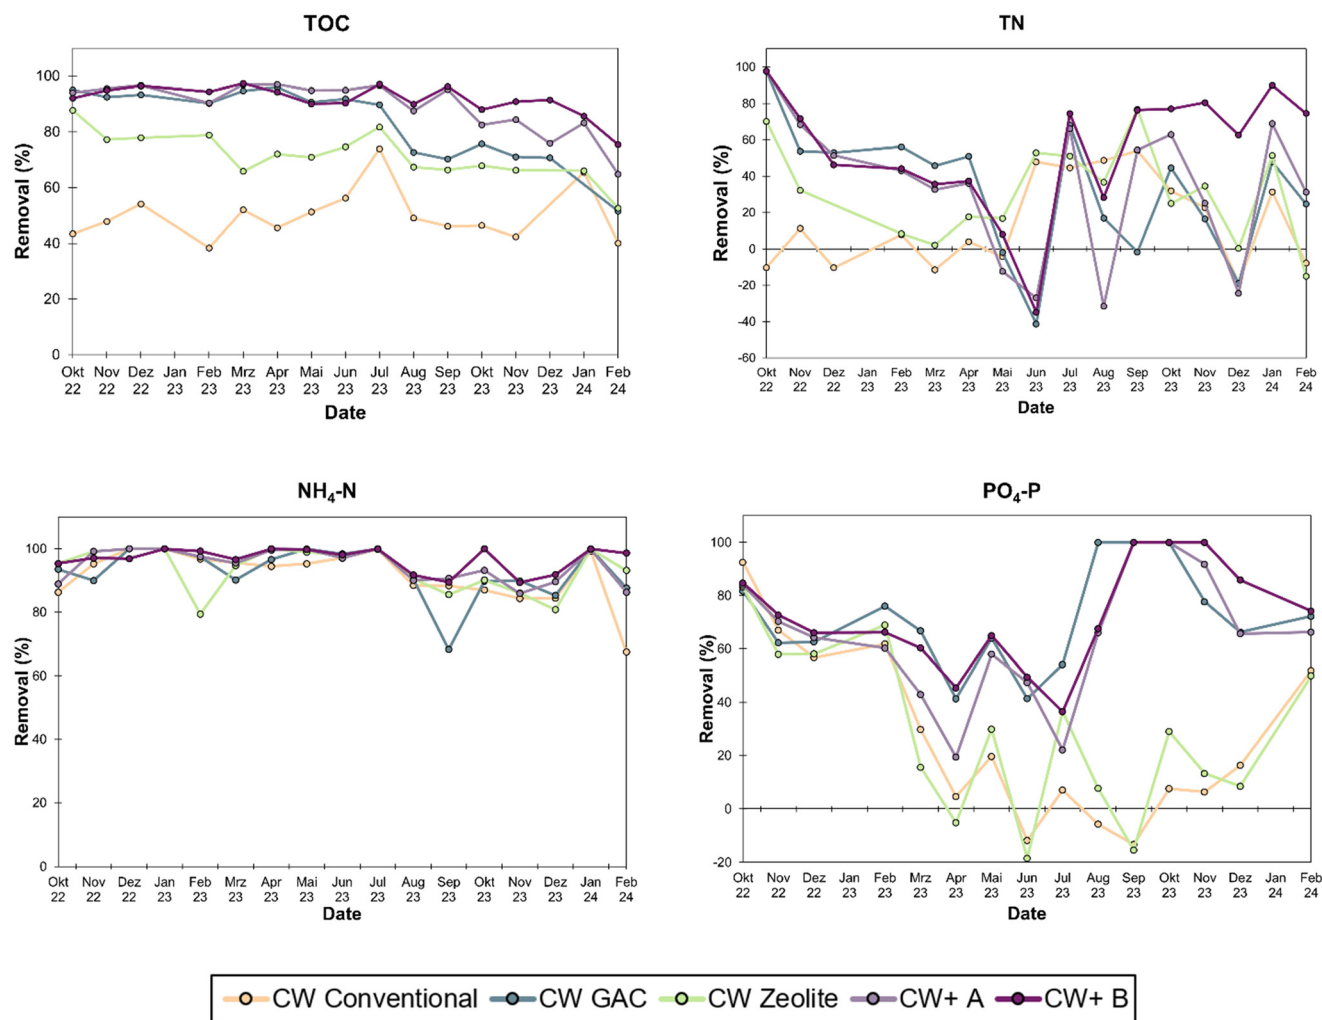 TOC
Removal (%)
100
80
60
40
20
0
Okt Nov Dez Jan Feb Mrz Apr Mai Jun Jul Aug Sep Okt Nov Dez Jan Feb
22 22 22 23 23 23 23 23 23 23 23 23 23 23 23 24 24
Date
TN
Removal (%)
100
80
60
40
20
0
-20
-40
-60
Okt Nov Dez Jan Feb Mrz Apr Mai Jun Jul Aug Sep Okt Nov Dez Jan Feb
22 22 22 23 23 23 23 23 23 23 23 23 23 23 23 24 24
Date
NH₄-N
Removal (%)
100
80
60
40
20
0
Okt Nov Dez Jan Feb Mrz Apr Mai Jun Jul Aug Sep Okt Nov Dez Jan Feb
22 22 22 23 23 23 23 23 23 23 23 23 23 23 23 24 24
Date
PO₄-P
Removal (%)
100
80
60
40
20
0
-20
Okt Nov Dez Jan Feb Mrz Apr Mai Jun Jul Aug Sep Okt Nov Dez Jan Feb
22 22 22 23 23 23 23 23 23 23 23 23 23 23 23 24 24
Date
CW Conventional CW GAC CW Zeolite CW+ A CW+ B